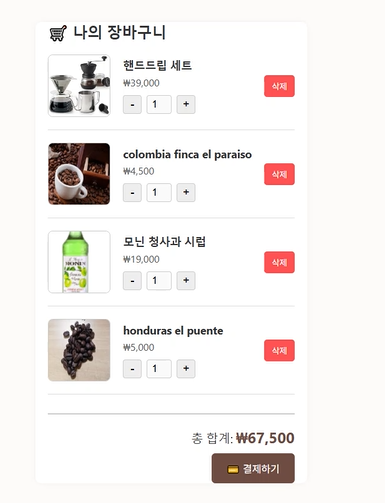 🛒 나의 장바구니
핸드드립 세트
₩39,000
- 1 +
삭제
colombia finca el paraiso
₩4,500
- 1 +
삭제
모닌 청사과 시럽
₩19,000
- 1 +
삭제
MONIN
honduras el puente
₩5,000
- 1 +
삭제
총 합계: ₩67,500
💳 결제하기